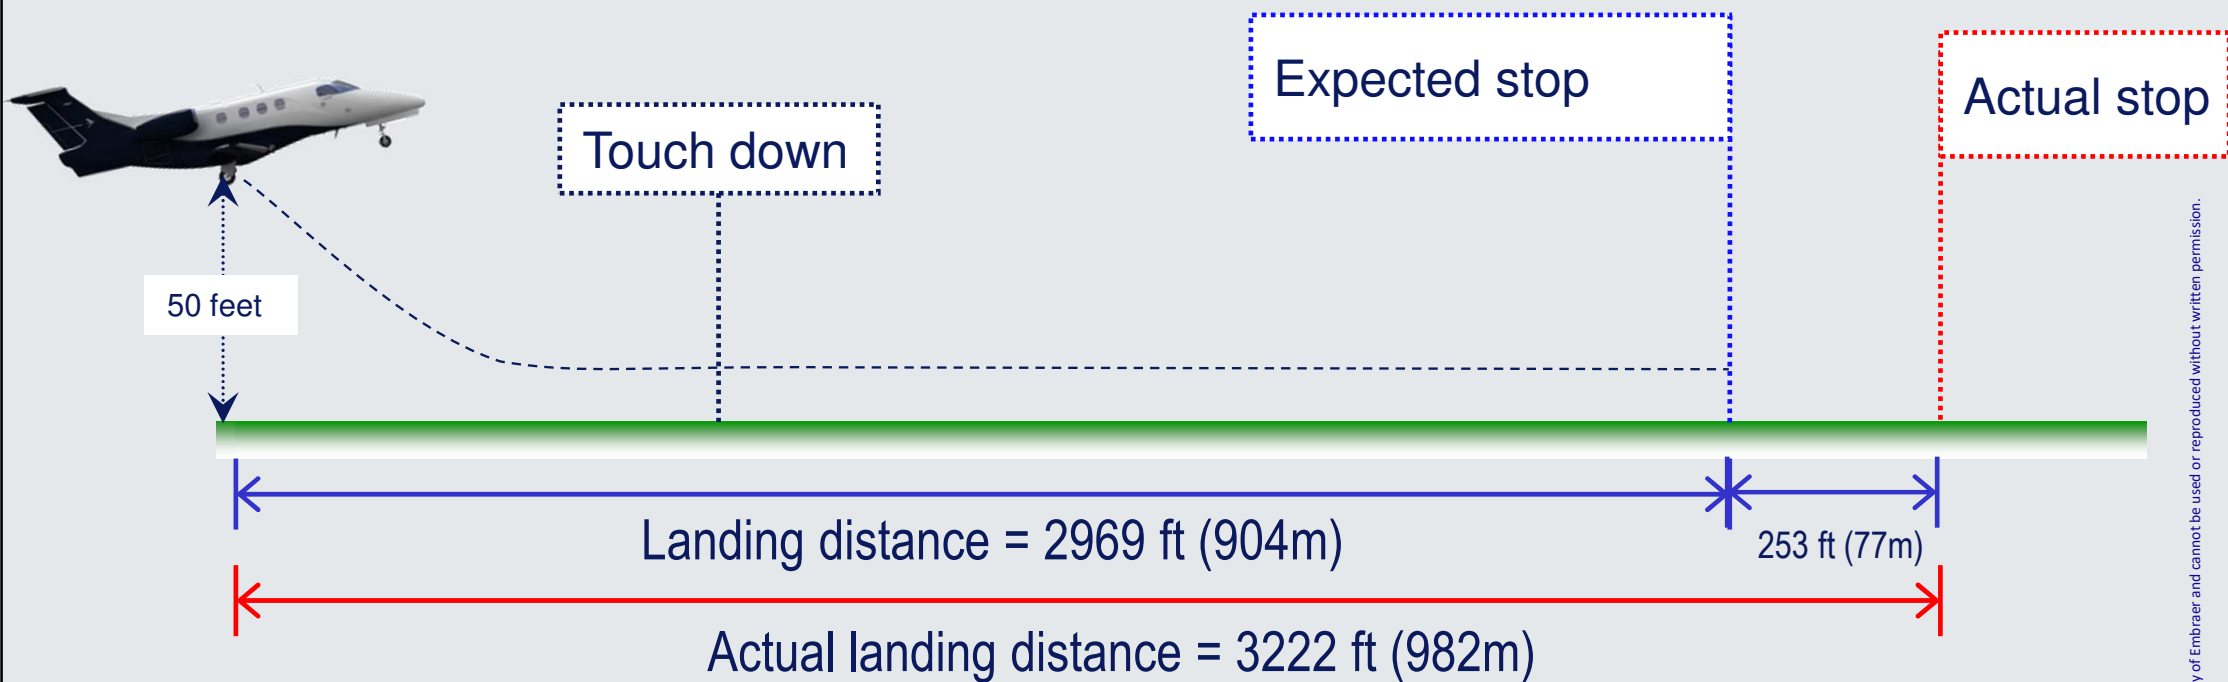 Expected stop
Actual stop
Touch down
50 feet
Landing distance = 2969 ft (904m)
253 ft (77m)
Actual landing distance = 3222 ft (982m)
y of Embraer and cannot be used or reproduced without written permission.